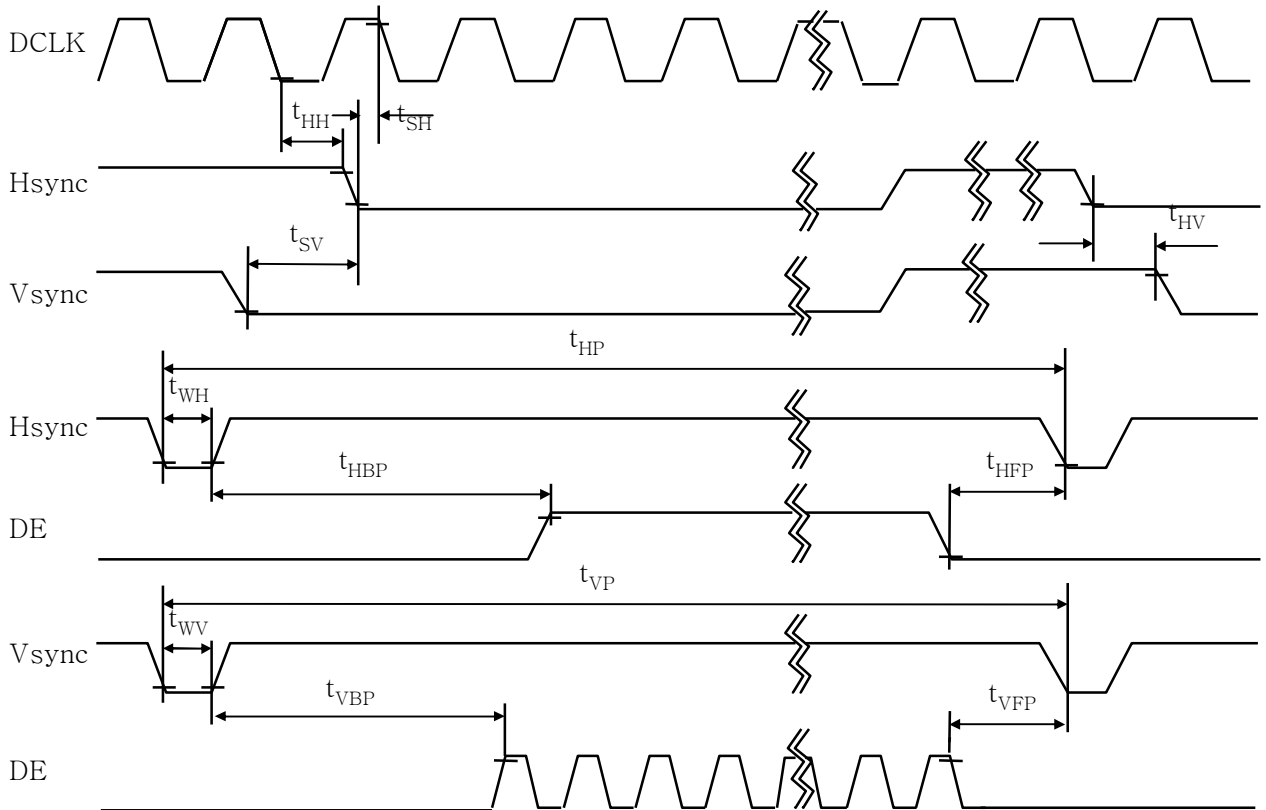 DCLK
tHH
tSH
Hsync
tHV
tSV
Vsync
tHP
tWH
Hsync
tHBP
tHFP
DE
tVP
tWV
Vsync
tVBP
tVFP
DE